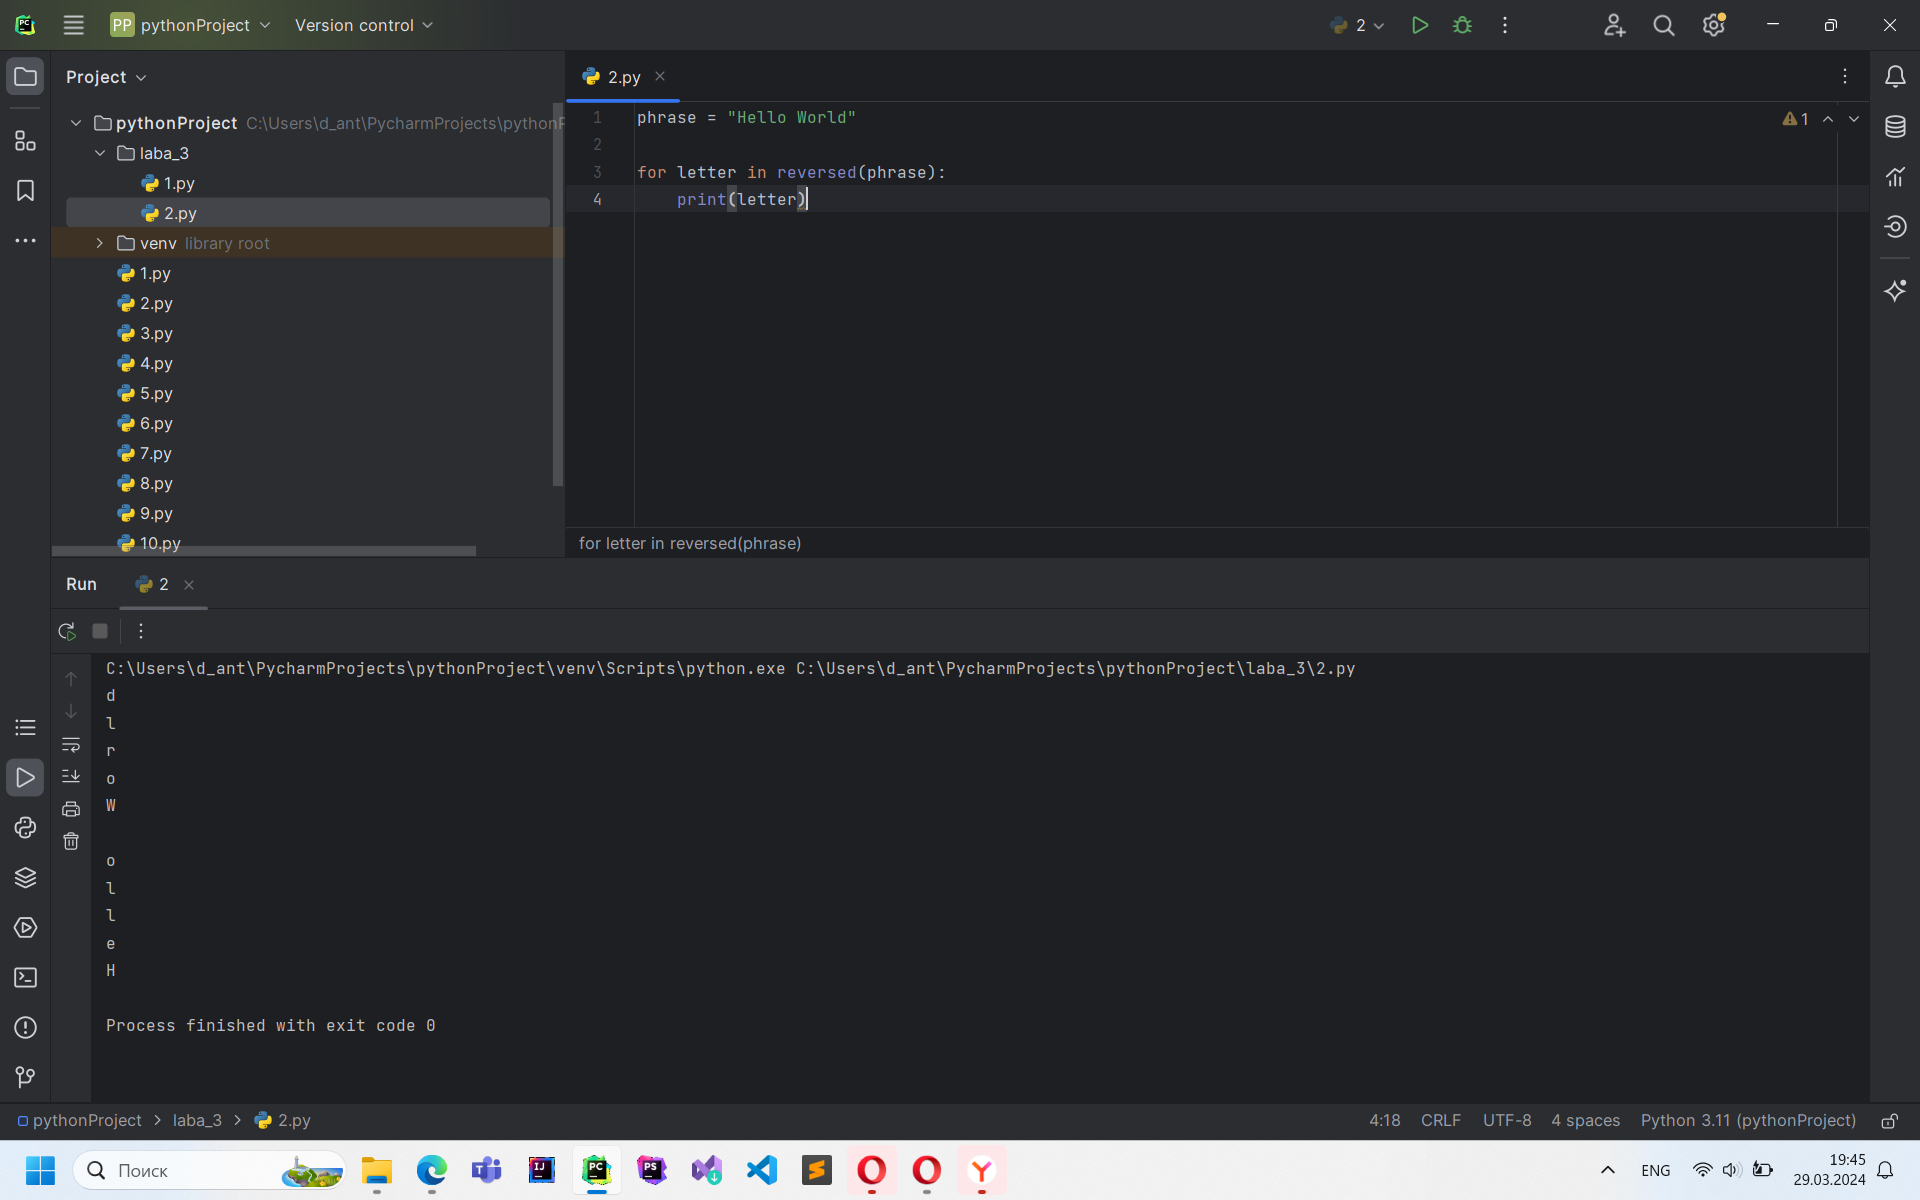 PP pythonProject Version control 2
Project
2.py
pythonProject C:\Users\d_ant\PycharmProjects\pythonP
laba_3
1.py
2.py
venv library root
1.py
2.py
3.py
4.py
5.py
6.py
7.py
8.py
9.py
10.py
1 phrase = "Hello World"
2
3 for letter in reversed(phrase):
4 print(letter)
1
for letter in reversed(phrase)
Run 2
C:\Users\d_ant\PycharmProjects\pythonProject\venv\Scripts\python.exe C:\Users\d_ant\PycharmProjects\pythonProject\laba_3\2.py
d
l
r
o
W
o
l
l
e
H
Process finished with exit code 0
pythonProject laba_3 2.py 4:18 CRLF UTF-8 4 spaces Python 3.11 (pythonProject)
Поиск
ENG
19:45
29.03.2024